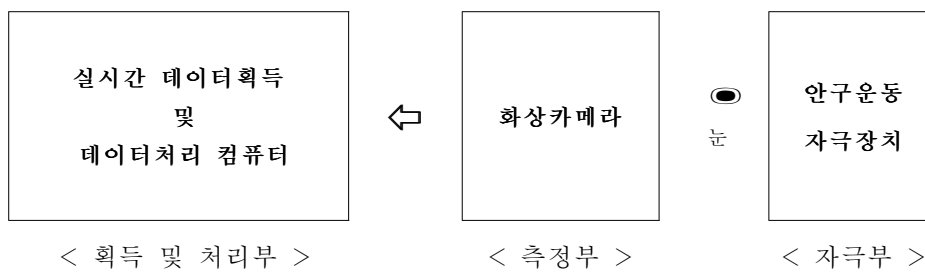 실시간 데이터획득
및
데이터처리 컴퓨터
화상카메라
눈
안구운동
자극장치
< 획득 및 처리부 >
< 측정부 >
< 자극부 >